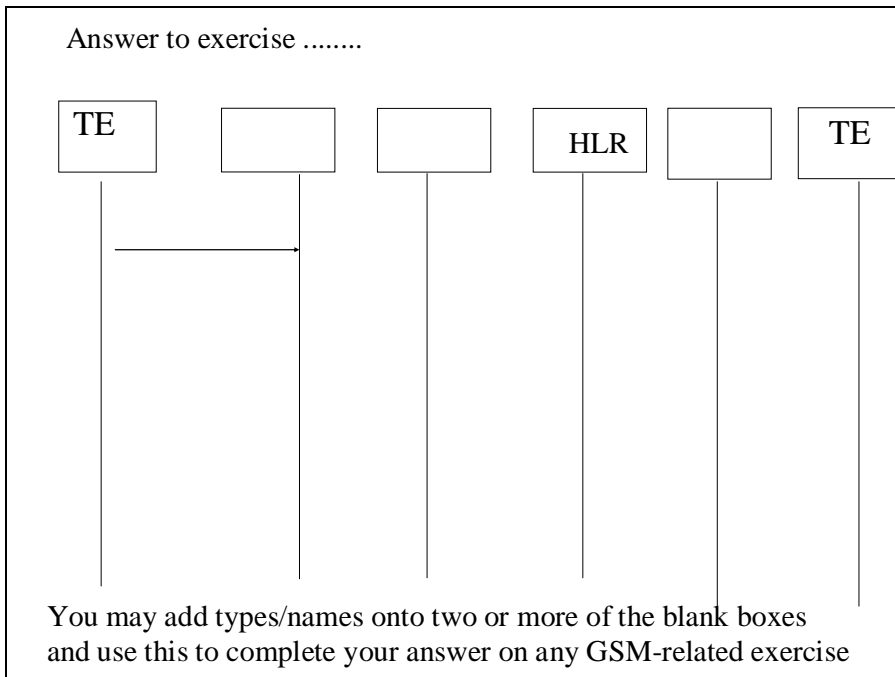 Answer to exercise ........
TE
HLR
TE
You may add types/names onto two or more of the blank boxes
and use this to complete your answer on any GSM-related exercise